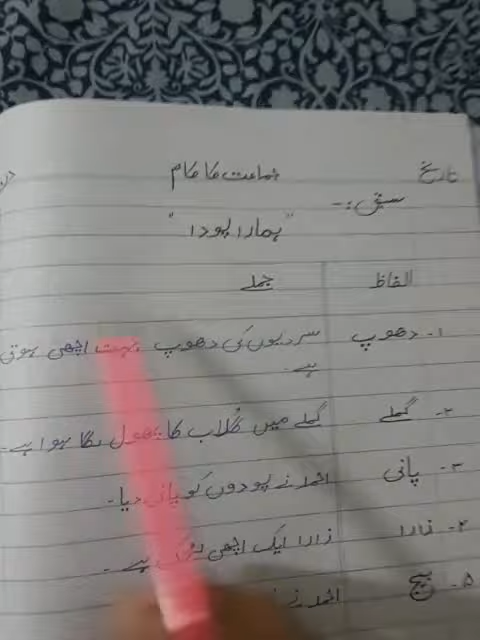 تاریخ
جماعت کا کام
سبق :-
"ہمارا پودا"
الفاظ جملے
۱- دھوپ سردیوں کی دھوپ بہت اچھی ہوتی
ہے-
۲- گملے گملے میں گلاب کا پھول لگا ہوا ہے-
۳- پانی احمد نے پودوں کو پانی دیا-
۴- زارا زارا ایک اچھی ہے-
۵- بیج احمد نے